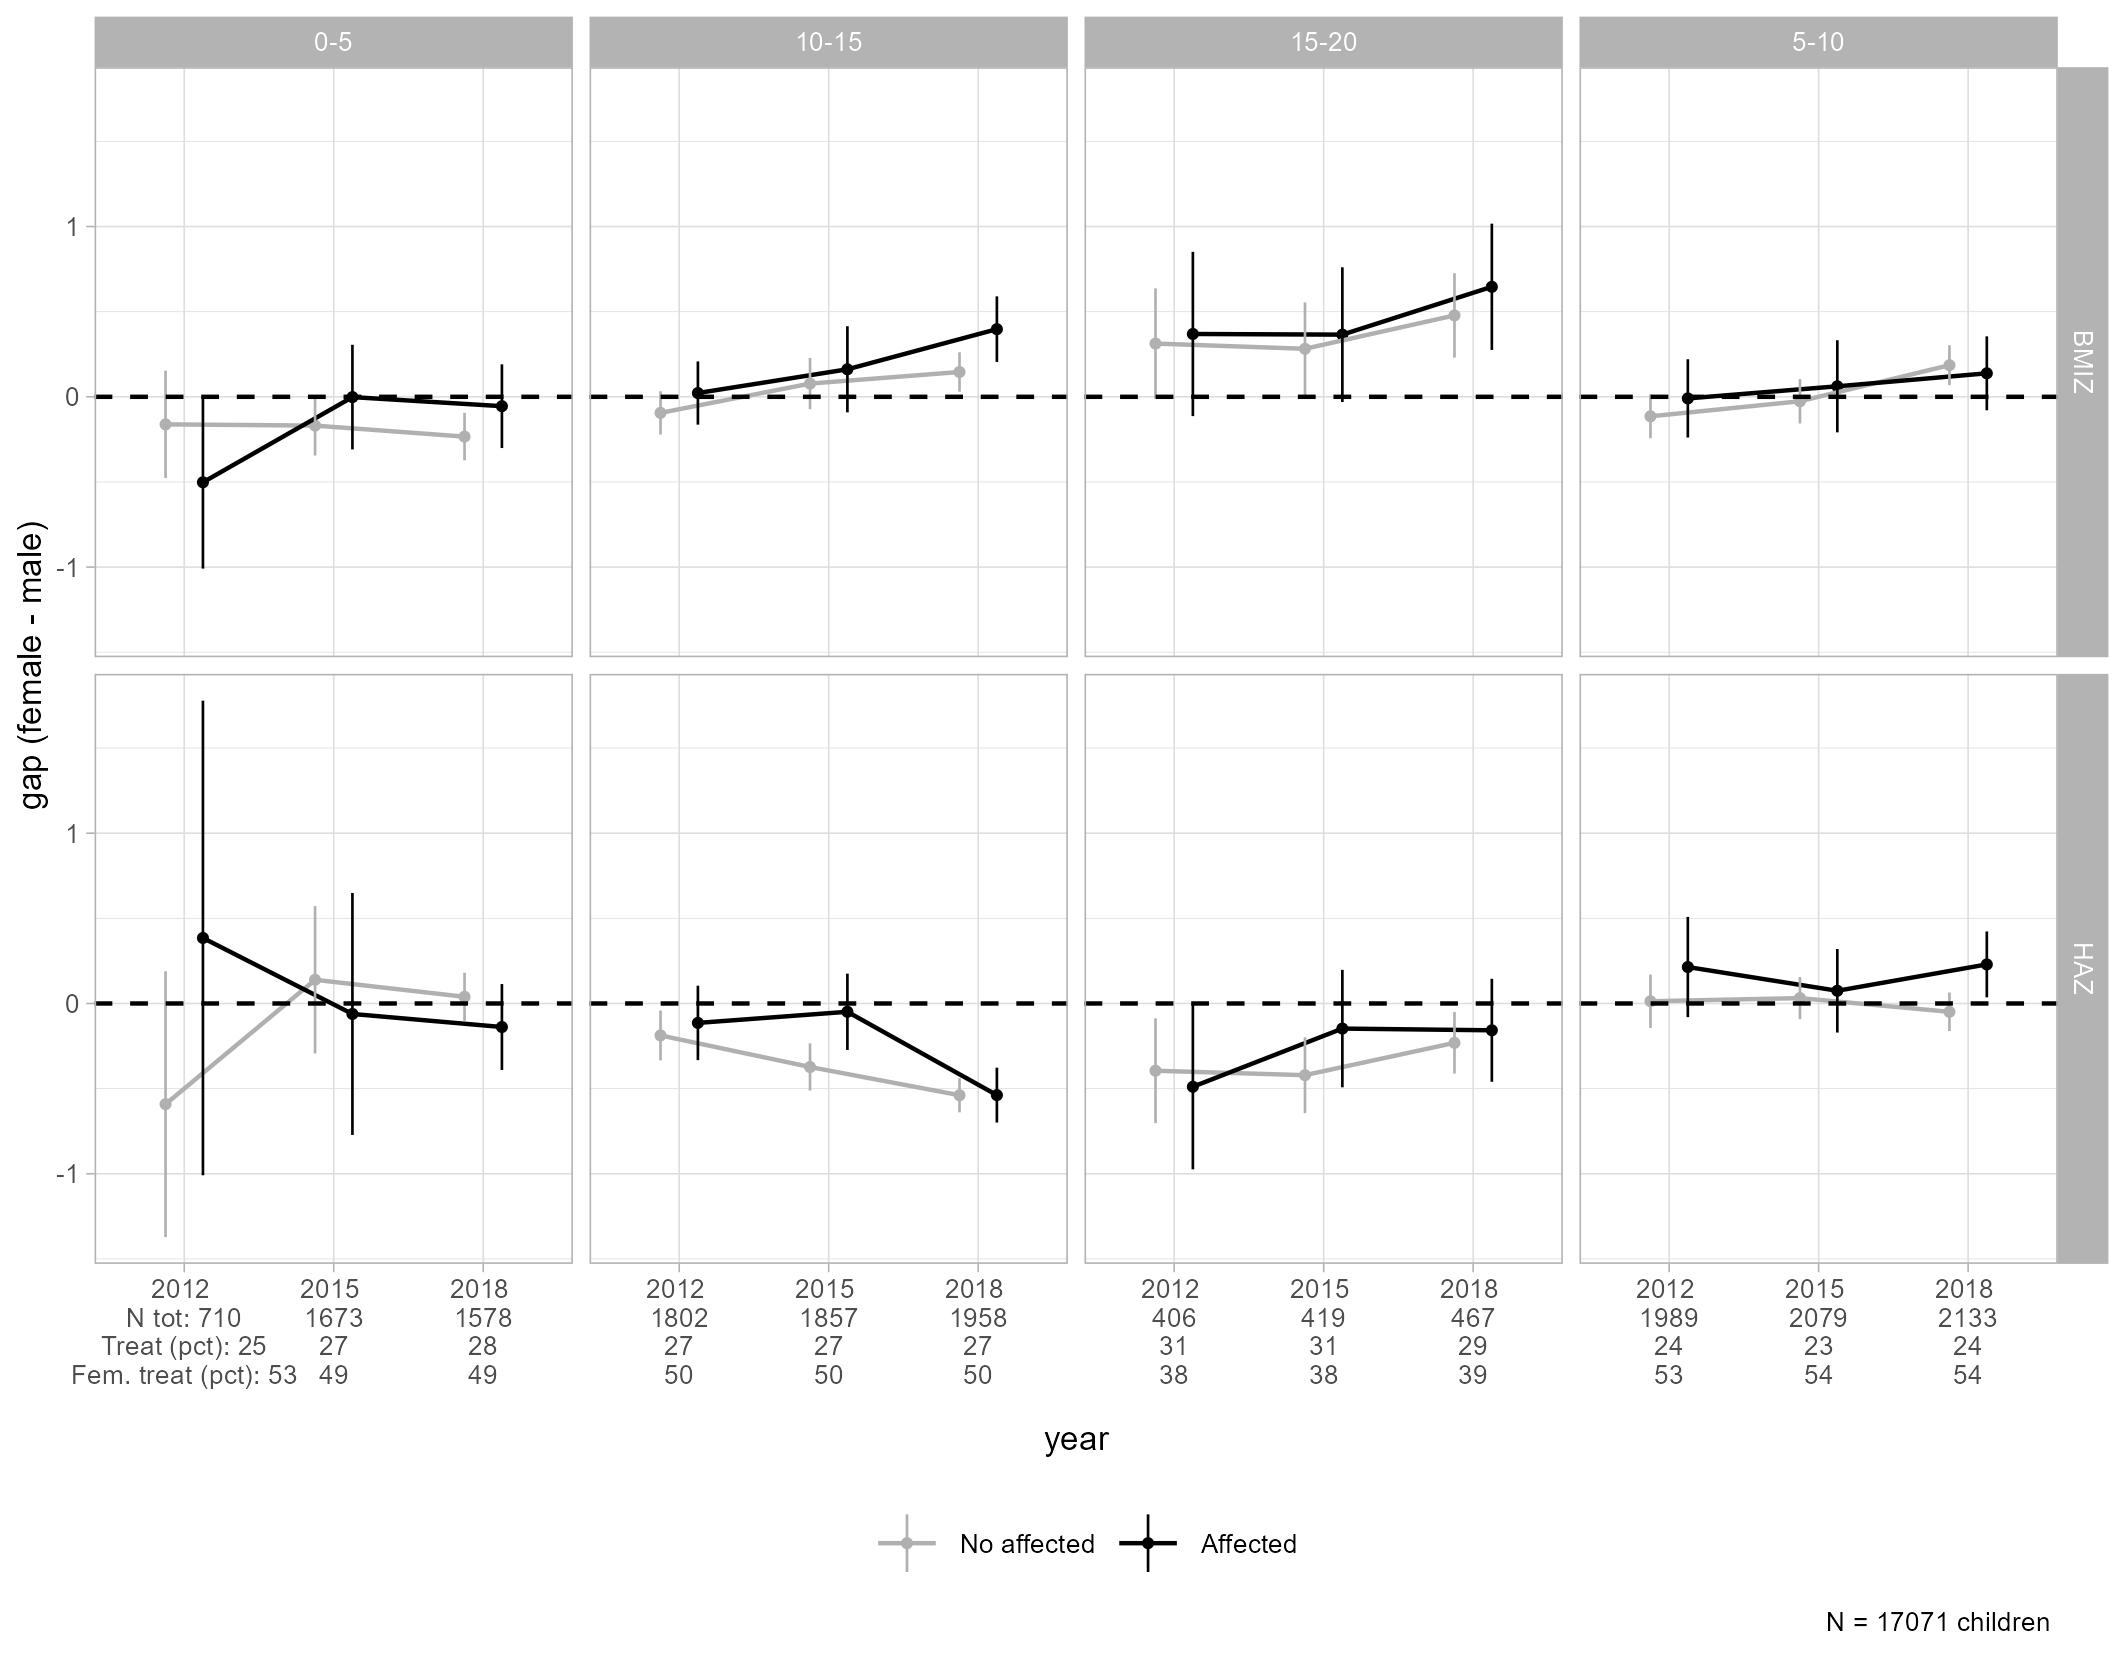 0-5 10-15 15-20 5-10
BMIZ
HAZ
gap (female - male)
1
0
-1
1
0
-1
2012 2015 2018 2012 2015 2018 2012 2015 2018 2012 2015 2018
N tot: 710 1673 1578 1802 1857 1958 406 419 467 1989 2079 2133
Treat (pct): 25 27 28 27 27 27 31 31 29 24 23 24
Fem. treat (pct): 53 49 49 50 50 50 38 38 39 53 54 54
year
No affected Affected
N = 17071 children